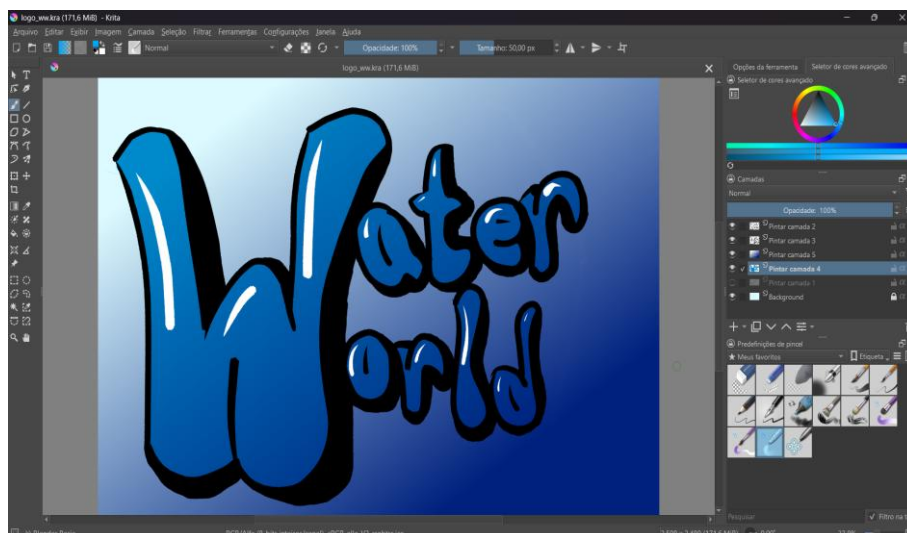 logo_ww.kra (171,6 MiB) - Krita
Arquivo Editar Exibir Imagem Camada Seleção Filtrar Ferramentas Configurações Janela Ajuda
Normal Opacidade: 100% Tamanho: 50,00 px
logo_ww.kra (171,6 MiB)
Water
World
Opções da ferramenta Seletor de cores avançado
Seletor de cores avançado
Camadas
Normal
Opacidade: 100%
Pintar camada 2
Pintar camada 3
Pintar camada 5
Pintar camada 4
Pintar camada 1
Background
Predefinições de pincel
Meus favoritos Etiqueta
Pesquisar Filtro na t